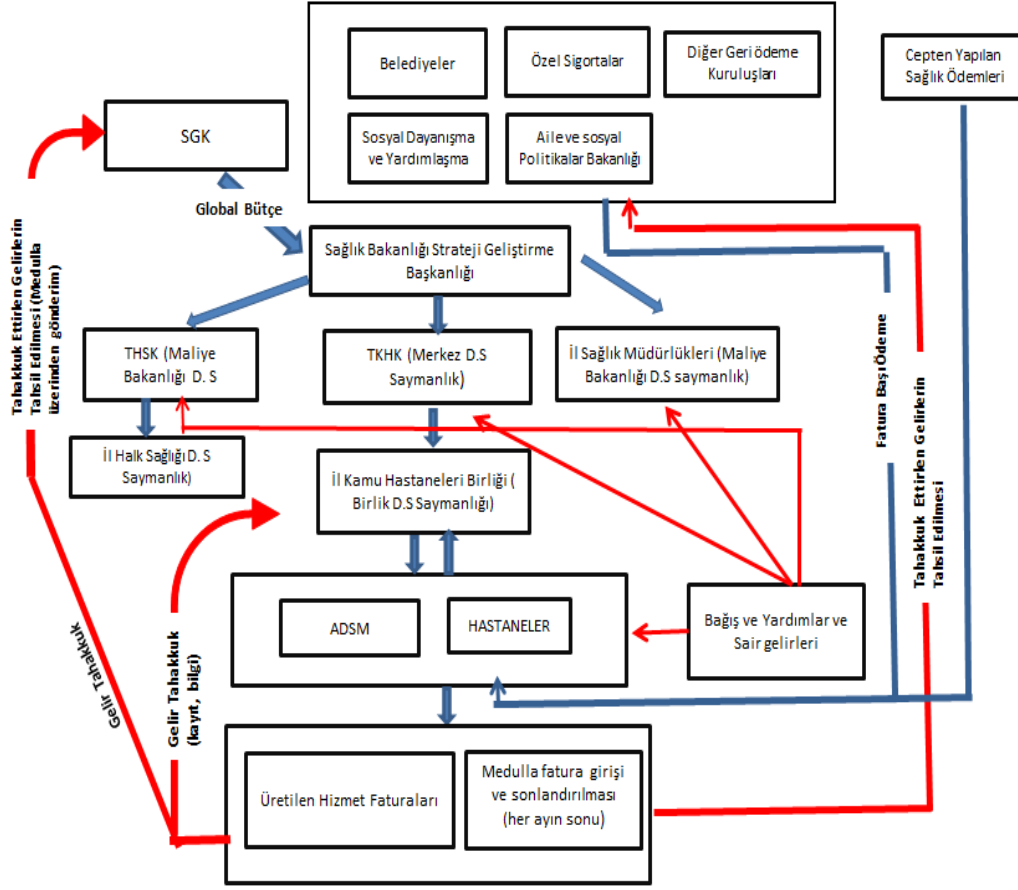 Belediyeler
Özel Sigortalar
Diğer Geri ödeme
Kuruluşları
Cepten Yapılan
Sağlık Ödemleri
SGK
Sosyal Dayanışma
ve Yardımlaşma
Aile ve sosyal
Politikalar Bakanlığı
Global Bütçe
Sağlık Bakanlığı Strateji Geliştirme
Başkanlığı
THSK (Maliye
Bakanlığı D. S
TKHK (Merkez D.S
Saymanlık)
İl Sağlık Müdürlükleri (Maliye
Bakanlığı D.S saymanlık)
İl Halk Sağlığı D. S
Saymanlık)
İl Kamu Hastaneleri Birliği (
Birlik D.S Saymanlığı)
ADSM
HASTANELER
Bağış ve Yardımlar ve
Sair gelirleri
Üretilen Hizmet Faturaları
Medulla fatura girişi
ve sonlandırılması
(her ayın sonu)
Tahakkuk Ettirlen Gelirlerin
Tahsil Edilmesi (Medulla
üzerinden gönderim)
Gelir Tahakkuk
Gelir Tahakkuk
(kayıt, bilgi)
Fatura Başı Ödeme
Tahakkuk Ettirlen Gelirlerin
Tahsil Edilmesi